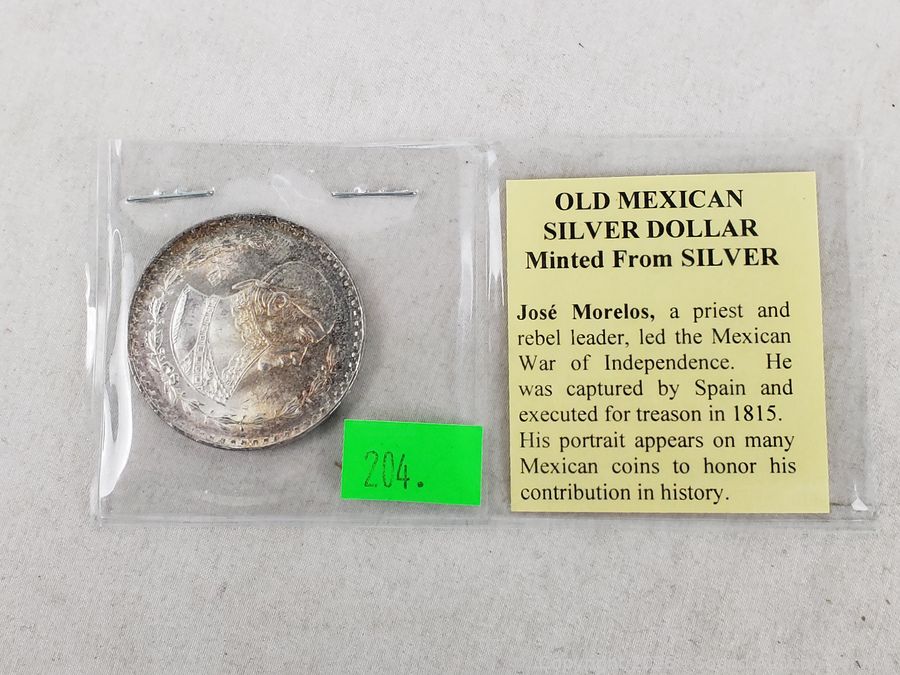 204.
OLD MEXICAN
SILVER DOLLAR
Minted From SILVER
José Morelos, a priest and
rebel leader, led the Mexican
War of Independence. He
was captured by Spain and
executed for treason in 1815.
His portrait appears on many
Mexican coins to honor his
contribution in history.